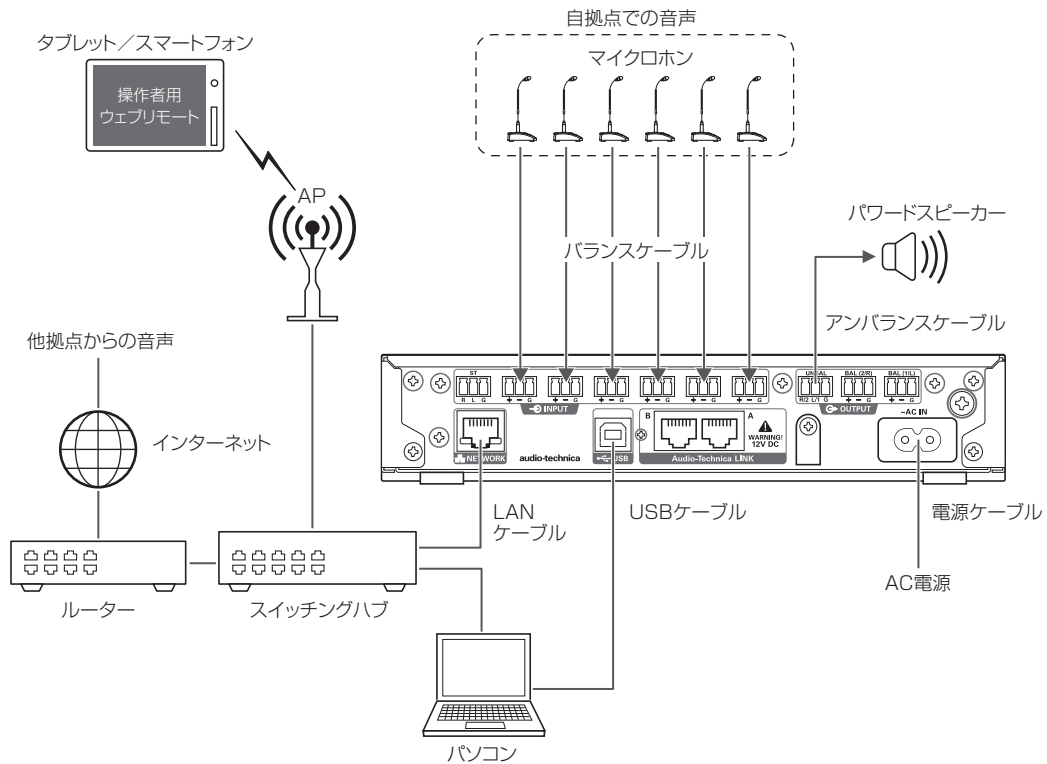 自拠点での音声
タブレット／スマートフォン
マイクロホン
操作者用
ウェブリモート
AP
パワードスピーカー
バランスケーブル
アンバランスケーブル
他拠点からの音声
ST
UNBAL
BAL (2/R)
BAL (1/L)
R L G
+ - G
+ - G
+ - G
+ - G
+ - G
+ - G
R/2 L/1 G
+ - G
+ - G
INPUT
OUTPUT
~AC IN
B
A
WARNING!
12V DC
インターネット
NETWORK
audio-technica
USB
Audio-Technica LINK
LAN
ケーブル
USBケーブル
電源ケーブル
AC電源
ルーター
スイッチングハブ
パソコン